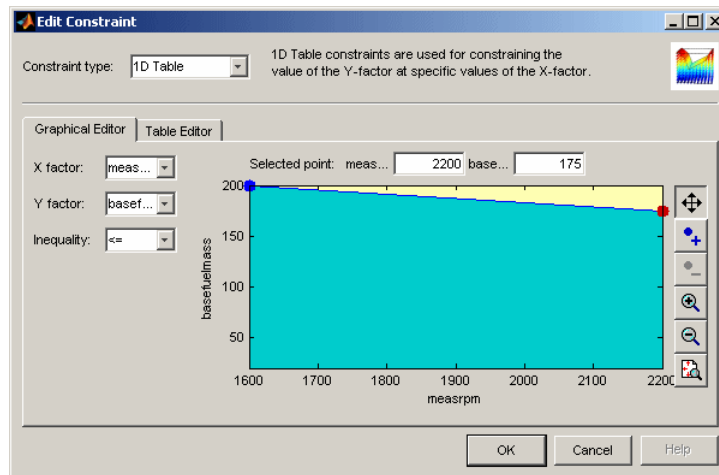 Edit Constraint
Constraint type: 1D Table
1D Table constraints are used for constraining the
value of the Y-factor at specific values of the X-factor.
Graphical Editor Table Editor
X factor: meas...
Y factor: basef...
Inequality: <=
Selected point: meas... 2200 base... 175
200
150
100
50
basefuelmass
1600 1700 1800 1900 2000 2100 2200
measrpm
OK Cancel Help